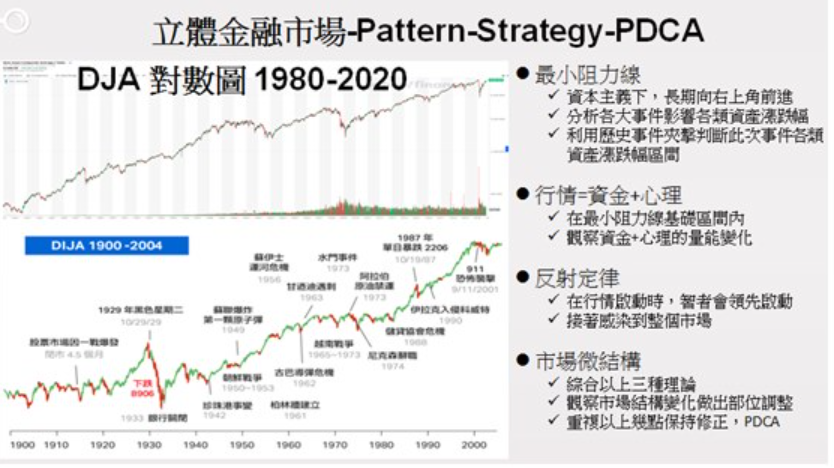 立體金融市場-Pattern-Strategy-PDCA
DJA 對數圖 1980-2020
DIJA 1900 -2004
1987 年
單日暴跌 2206
10/19/87
蘇伊士
運河危機
1956
水門事件
1973
甘迺迪遇刺
1963
阿拉伯
原油禁運
1973
911
恐怖襲擊
9/11/2001
1929 年黑色星期二
10/29/29
蘇聯爆炸
第一顆原子彈
1949
伊拉克入侵科威特
1990
儲貸協會危機
1988
股票市場因一戰爆發
閉市 4.5 個月
越南戰爭
1965~1973
尼克森辭職
1974
下跌
8906
朝鮮戰爭
1950~1953
古巴導彈危機
1962
珍珠港事變
1942
柏林牆建立
1961
1933 銀行關閉
1900 1910 1920 1930 1940 1950 1960 1970 1980 1990 2000
● 最小阻力線
✓ 資本主義下，長期向右上角前進
✓ 分析各大事件影響各類資產漲跌幅
✓ 利用歷史事件夾擊判斷此次事件各類
資產漲跌幅區間
● 行情=資金+心理
✓ 在最小阻力線基礎區間內
✓ 觀察資金+心理的量能變化
● 反射定律
✓ 在行情啟動時，智者會領先啟動
✓ 接著感染到整個市場
● 市場微結構
✓ 綜合以上三種理論
✓ 觀察市場結構變化做出部位調整
✓ 重複以上幾點保持修正，PDCA